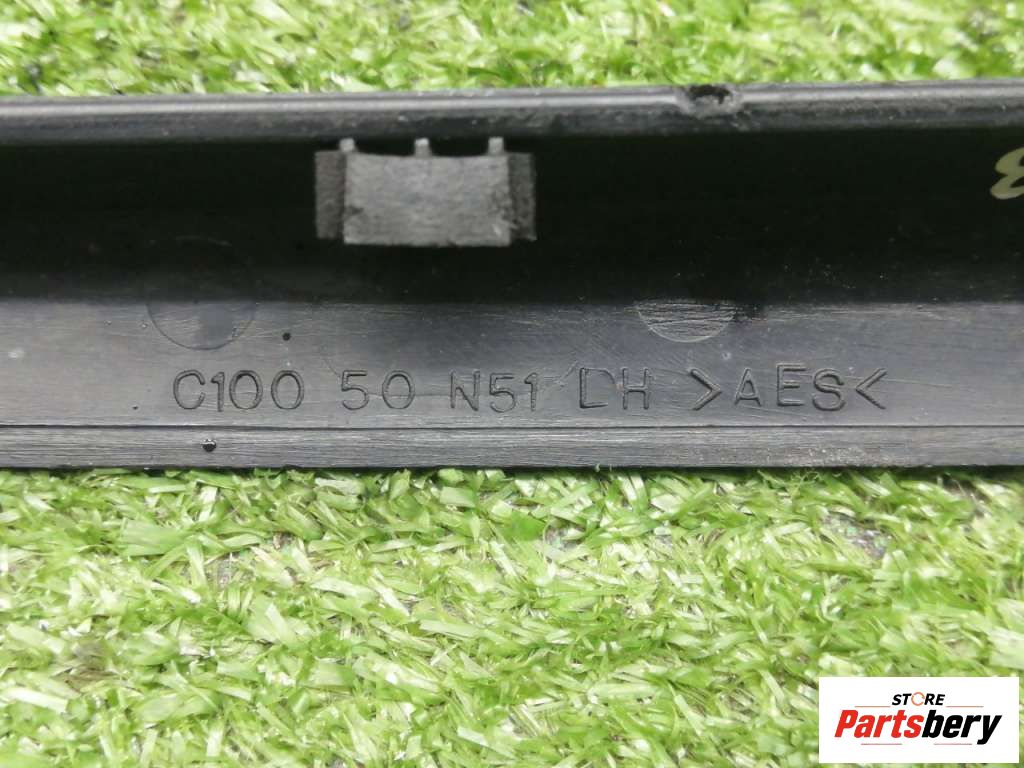 C100 50 N51 LH >AES<
STORE
Partsbery